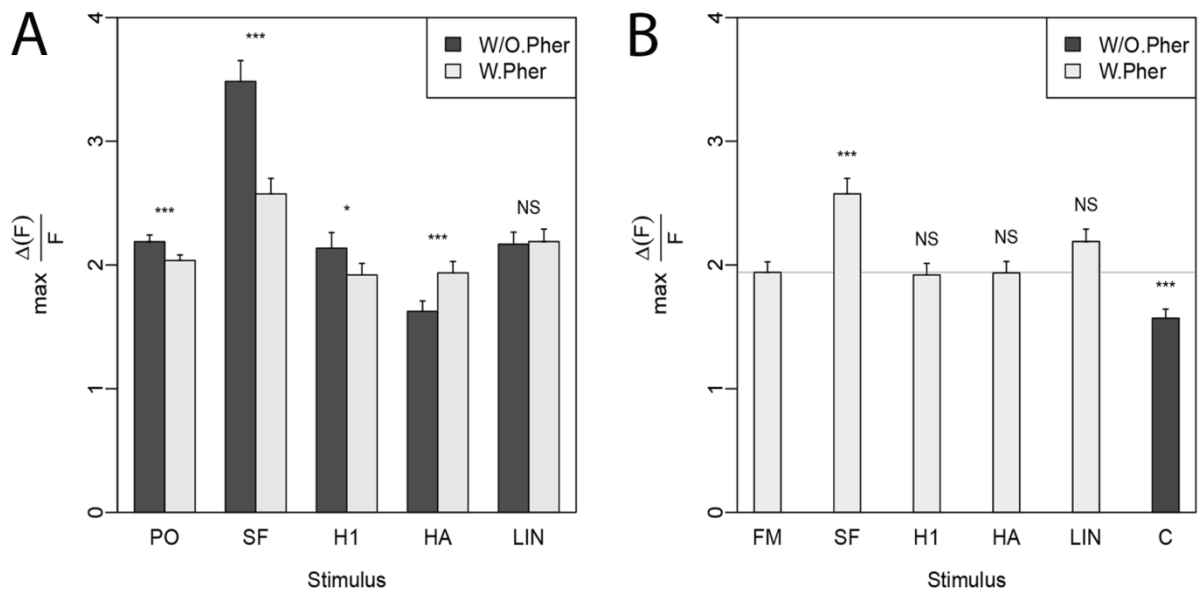 A
W/O.Pher
W.Pher
4
3
2
1
0
max Δ(F)
F
***
***
*
***
NS
PO SF H1 HA LIN
Stimulus
B
W/O.Pher
W.Pher
4
3
2
1
0
max Δ(F)
F
***
NS
NS
NS
***
FM SF H1 HA LIN C
Stimulus